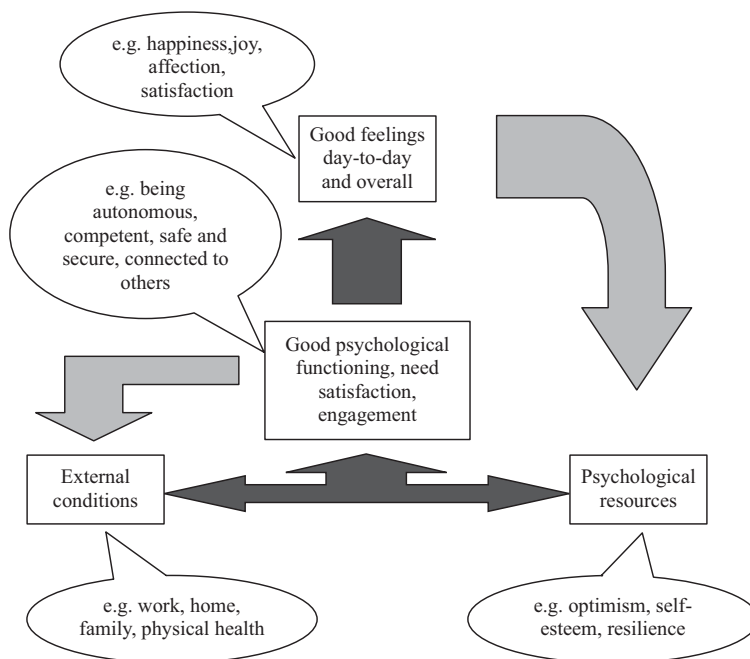 e.g. happiness,joy,
affection,
satisfaction
Good feelings
day-to-day
and overall
e.g. being
autonomous,
competent, safe and
secure, connected to
others
Good psychological
functioning, need
satisfaction,
engagement
External
conditions
Psychological
resources
e.g. work, home,
family, physical health
e.g. optimism, self-
esteem, resilience